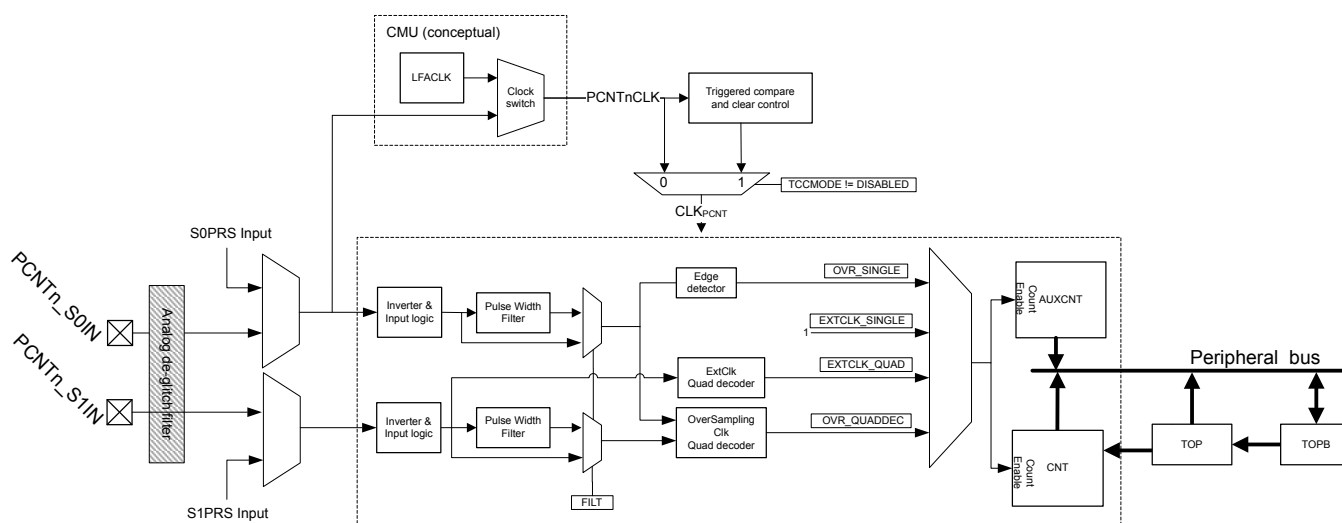 CMU (conceptual)
LFACLK
Clock
switch
PCNTnCLK
Triggered compare
and clear control
0
1
TCCMODE != DISABLED
CLKPCNT
S0PRS Input
PCNTn_S0IN
PCNTn_S1IN
Analog de-glitch filter
S1PRS Input
Inverter &
Input logic
Pulse Width
Filter
Edge
detector
OVR_SINGLE
1
EXTCLK_SINGLE
ExtClk
Quad decoder
EXTCLK_QUAD
Inverter &
Input logic
Pulse Width
Filter
OverSampling
Clk
Quad decoder
OVR_QUADDEC
FILT
Count
Enable
AUXCNT
Count
Enable
CNT
Peripheral bus
TOP
TOPB